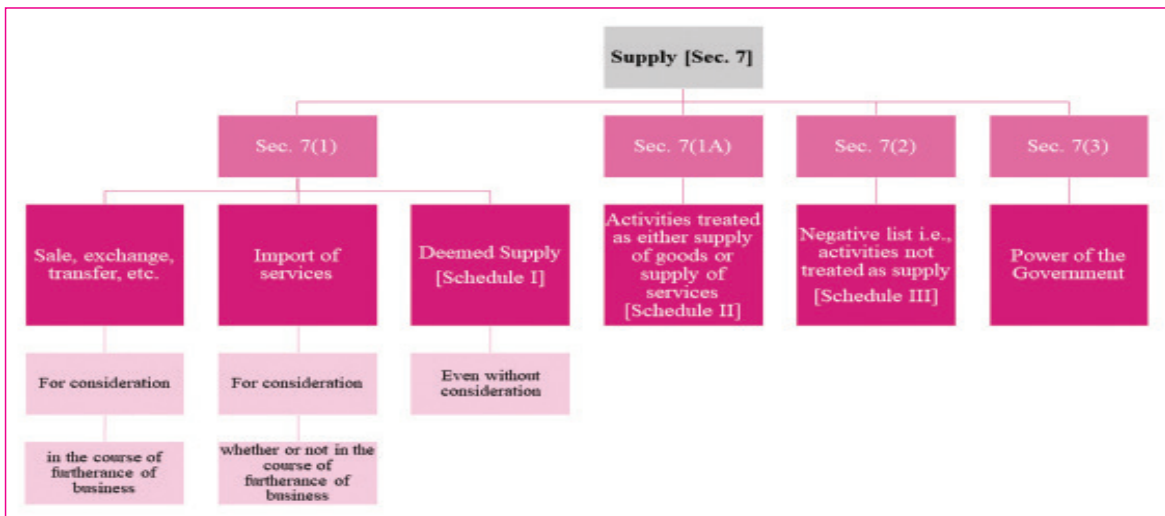 Supply [Sec. 7]
Sec. 7(1)
Sec. 7(1A)
Sec. 7(2)
Sec. 7(3)
Sale, exchange,
transfer, etc.
Import of
services
Deemed Supply
[Schedule I]
Activities treated
as either supply
of goods or
supply of
services
[Schedule II]
Negative list i.e.,
activities not
treated as supply
[Schedule III]
Power of the
Government
For consideration
For consideration
Even without
consideration
in the course of
furtherance of
business
whether or not in the
course of
furtherance of
business